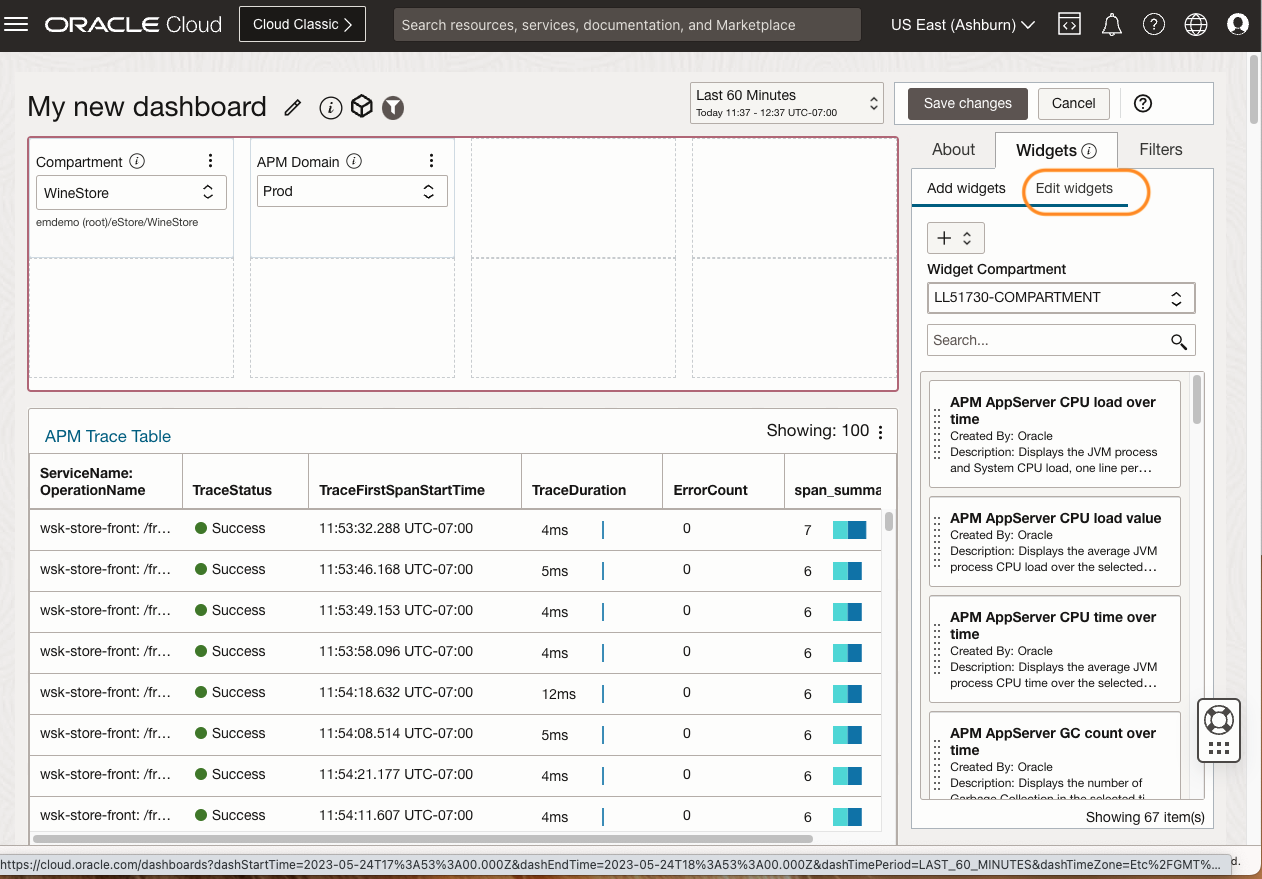 ORACLE Cloud
Cloud Classic
Search resources, services, documentation, and Marketplace
US East (Ashburn)
My new dashboard
Last 60 Minutes
Today 11:37 - 12:37 UTC-07:00
Save changes
Cancel
Compartment
WineStore
emdemo (root)/eStore/WineStore
APM Domain
Prod
About
Widgets
Filters
Add widgets
Edit widgets
Widget Compartment
LL51730-COMPARTMENT
Search...
APM AppServer CPU load over
time
Created By: Oracle
Description: Displays the JVM process
and System CPU load, one line per…
APM AppServer CPU load value
Created By: Oracle
Description: Displays the average JVM
process CPU load over the selected…
APM AppServer CPU time over
time
Created By: Oracle
Description: Displays the average JVM
process CPU time over the selected…
APM AppServer GC count over
time
Created By: Oracle
Description: Displays the number of
Garbage Collection in the selected ti…
Showing 67 item(s)
APM Trace Table
Showing: 100
ServiceName:
OperationName TraceStatus TraceFirstSpanStartTime TraceDuration ErrorCount span_summa
wsk-store-front: /fr… Success 11:53:32.288 UTC-07:00 4ms 0 7
wsk-store-front: /fr… Success 11:53:46.168 UTC-07:00 5ms 0 6
wsk-store-front: /fr… Success 11:53:49.153 UTC-07:00 4ms 0 6
wsk-store-front: /fr… Success 11:53:58.096 UTC-07:00 4ms 0 6
wsk-store-front: /fr… Success 11:54:18.632 UTC-07:00 12ms 0 6
wsk-store-front: /fr… Success 11:54:08.514 UTC-07:00 5ms 0 6
wsk-store-front: /fr… Success 11:54:21.177 UTC-07:00 4ms 0 6
wsk-store-front: /fr… Success 11:54:11.607 UTC-07:00 4ms 0 6
https://cloud.oracle.com/dashboards?dashStartTime=2023-05-24T17%3A53%3A00.000Z&dashEndTime=2023-05-24T18%3A53%3A00.000Z&dashTimePeriod=LAST_60_MINUTES&dashTimeZone=Etc%2FGMT%…
d.